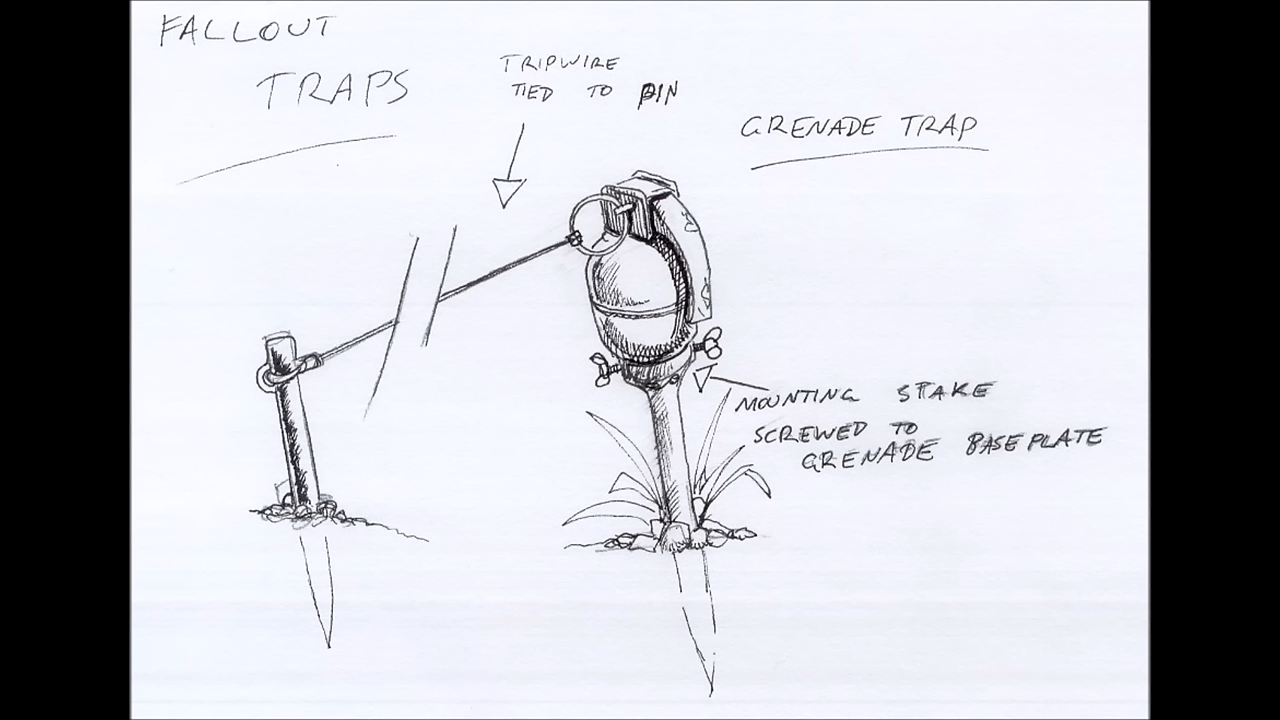 FALLOUT
TRAPS
TRIPWIRE
TIED TO PIN
GRENADE TRAP
MOUNTING STAKE
SCREWED TO
GRENADE BASEPLATE